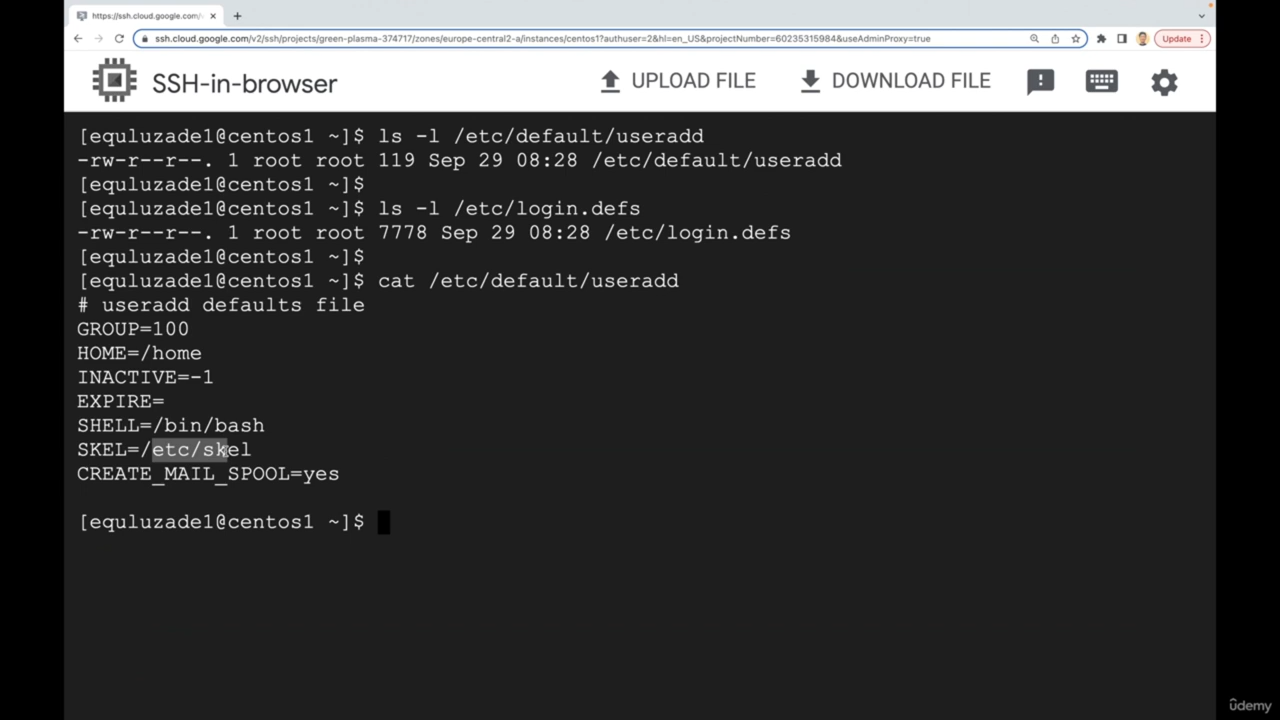 https://ssh.cloud.google.com/v
ssh.cloud.google.com/v2/ssh/projects/green-plasma-374717/zones/europe-central2-a/instances/centos1?authuser=2&hl=en_US&projectNumber=60235315984&useAdminProxy=true
Update
SSH-in-browser
UPLOAD FILE
DOWNLOAD FILE
[equluzade1@centos1 ~]$ ls -l /etc/default/useradd
-rw-r--r--. 1 root root 119 Sep 29 08:28 /etc/default/useradd
[equluzade1@centos1 ~]$
[equluzade1@centos1 ~]$ ls -l /etc/login.defs
-rw-r--r--. 1 root root 7778 Sep 29 08:28 /etc/login.defs
[equluzade1@centos1 ~]$
[equluzade1@centos1 ~]$ cat /etc/default/useradd
# useradd defaults file
GROUP=100
HOME=/home
INACTIVE=-1
EXPIRE=
SHELL=/bin/bash
SKEL=/etc/skel
CREATE_MAIL_SPOOL=yes
[equluzade1@centos1 ~]$
ûdemy